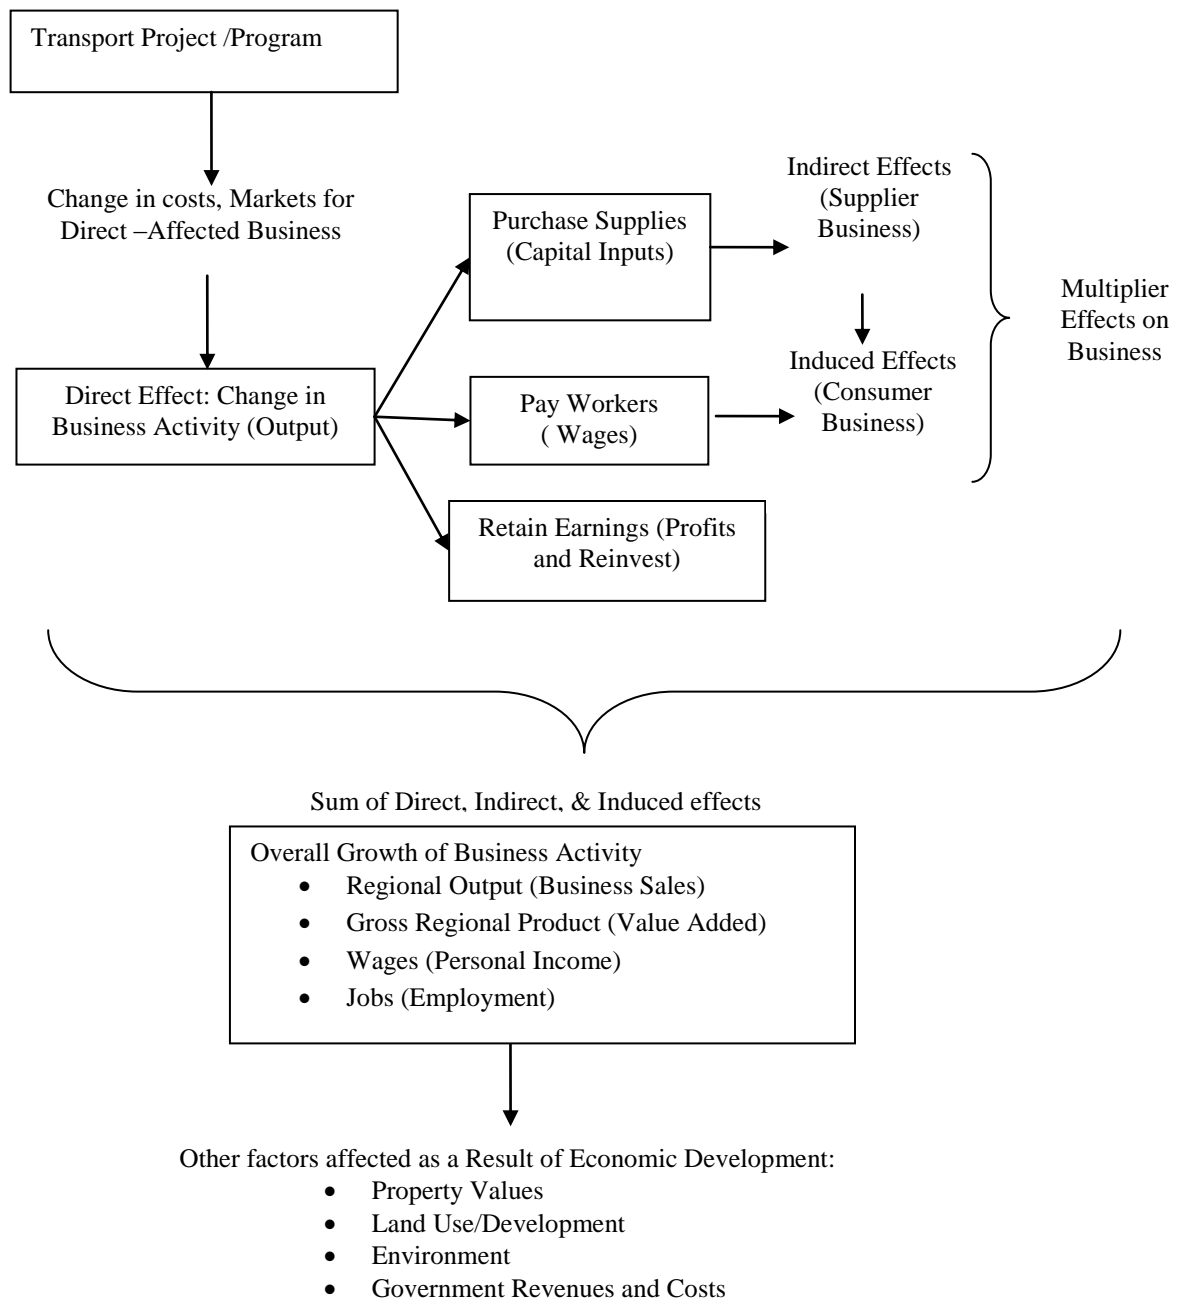 Transport Project /Program
Change in costs, Markets for
Direct –Affected Business
Direct Effect: Change in
Business Activity (Output)
Purchase Supplies
(Capital Inputs)
Pay Workers
( Wages)
Retain Earnings (Profits
and Reinvest)
Indirect Effects
(Supplier
Business)
Induced Effects
(Consumer
Business)
Multiplier
Effects on
Business
Sum of Direct, Indirect, & Induced effects
Overall Growth of Business Activity
• Regional Output (Business Sales)
• Gross Regional Product (Value Added)
• Wages (Personal Income)
• Jobs (Employment)
Other factors affected as a Result of Economic Development:
• Property Values
• Land Use/Development
• Environment
• Government Revenues and Costs